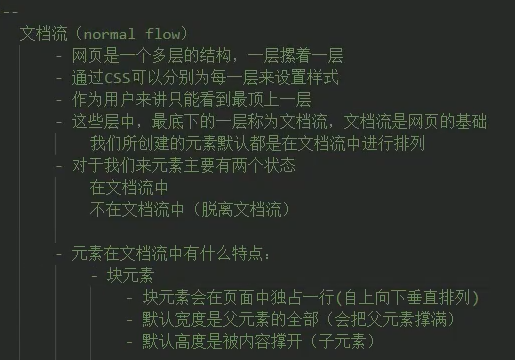 --
文档流（normal flow）
- 网页是一个多层的结构，一层摞着一层
- 通过CSS可以分别为每一层来设置样式
- 作为用户来讲只能看到最顶上一层
- 这些层中，最底下的一层称为文档流，文档流是网页的基础
我们所创建的元素默认都是在文档流中进行排列
- 对于我们来元素主要有两个状态
在文档流中
不在文档流中（脱离文档流）
- 元素在文档流中有什么特点：
- 块元素
- 块元素会在页面中独占一行(自上向下垂直排列)
- 默认宽度是父元素的全部（会把父元素撑满）
- 默认高度是被内容撑开（子元素）